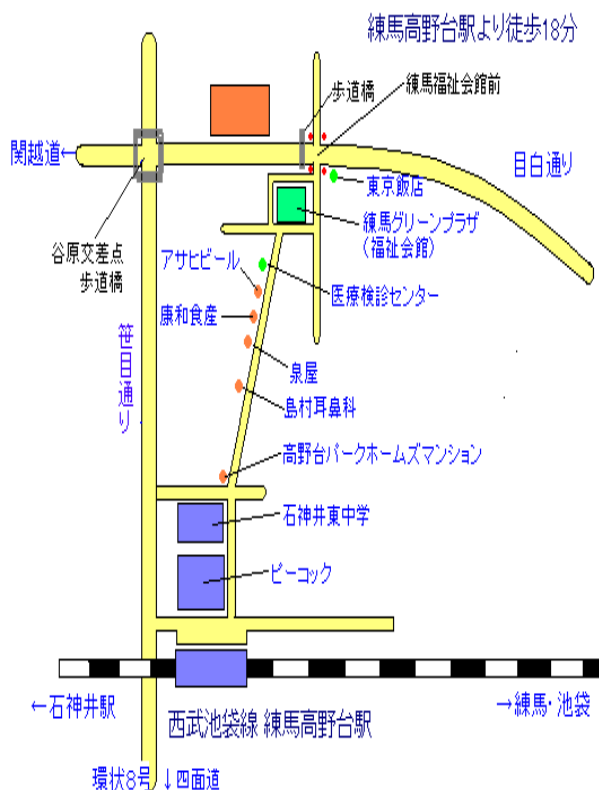 練馬高野台駅より徒歩18分
歩道橋
練馬福祉会館前
関越道←
目白通り
東京飯店
練馬グリーンプラザ
(福祉会館)
谷原交差点
歩道橋
アサヒビール
医療検診センター
康和食産
笹目通り
泉屋
島村耳鼻科
高野台パークホームズマンション
石神井東中学
ピーコック
←石神井駅
→練馬・池袋
西武池袋線 練馬高野台駅
環状8号 ↓四面道